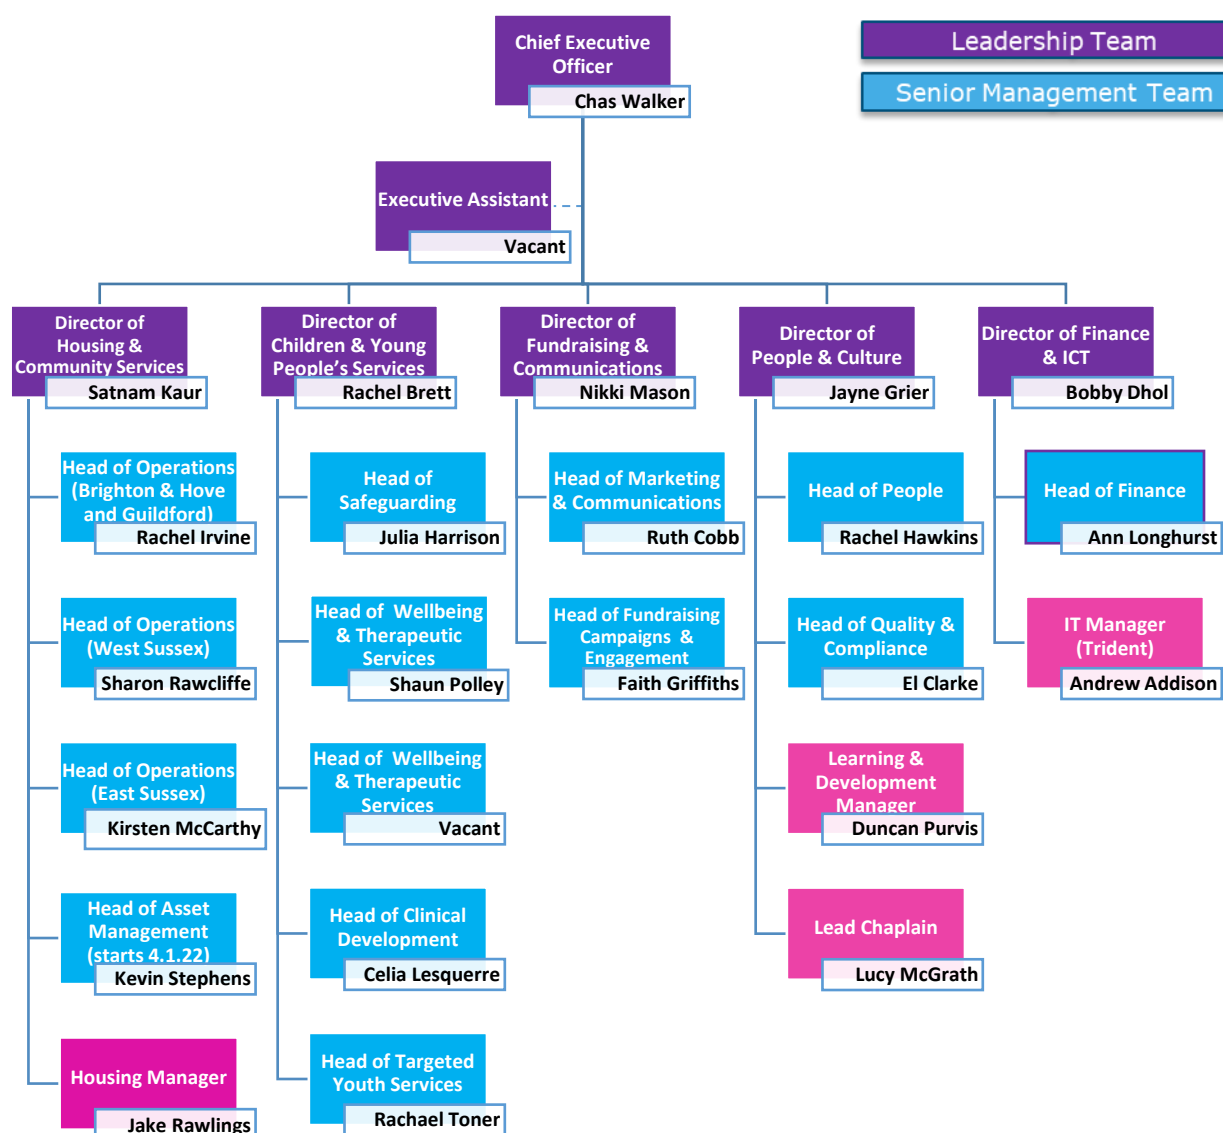 Chief Executive
Officer
Chas Walker
Leadership Team
Senior Management Team
Executive Assistant
Vacant
Director of
Housing &
Community Services
Satnam Kaur
Director of
Children & Young
People's Services
Rachel Brett
Director of
Fundraising &
Communications
Nikki Mason
Director of
People & Culture
Jayne Grier
Director of Finance
& ICT
Bobby Dhol
Head of Operations
(Brighton & Hove
and Guildford)
Rachel Irvine
Head of
Safeguarding
Julia Harrison
Head of Marketing
& Communications
Ruth Cobb
Head of People
Rachel Hawkins
Head of Finance
Ann Longhurst
Head of Operations
(West Sussex)
Sharon Rawcliffe
Head of Wellbeing
& Therapeutic
Services
Shaun Polley
Head of Fundraising
Campaigns &
Engagement
Faith Griffiths
Head of Quality &
Compliance
El Clarke
IT Manager
(Trident)
Andrew Addison
Head of Operations
(East Sussex)
Kirsten McCarthy
Head of Wellbeing
& Therapeutic
Services
Vacant
Learning &
Development
Manager
Duncan Purvis
Head of Asset
Management
(starts 4.1.22)
Kevin Stephens
Head of Clinical
Development
Celia Lesquerre
Lead Chaplain
Lucy McGrath
Housing Manager
Jake Rawlings
Head of Targeted
Youth Services
Rachael Toner